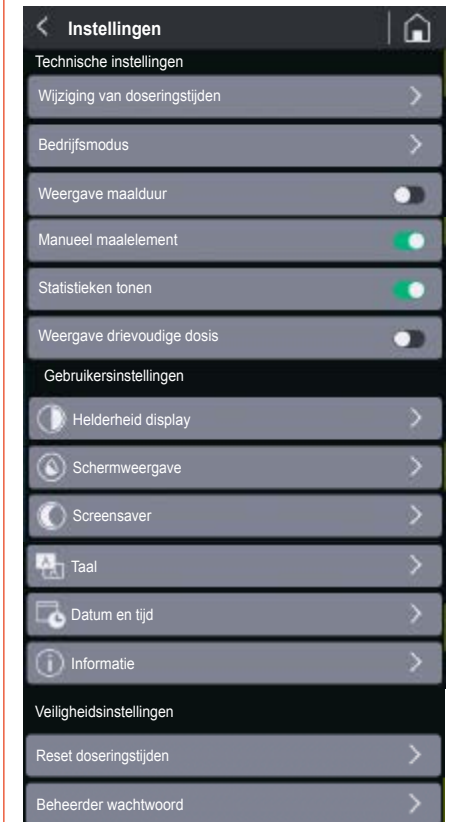 Instellingen
Technische instellingen
Wijziging van doseringstijden
Bedrijfsmodus
Weergave maalduur
Manueel maalelement
Statistieken tonen
Weergave drievoudige dosis
Gebruikersinstellingen
Helderheid display
Schermweergave
Screensaver
Taal
Datum en tijd
Informatie
Veiligheidsinstellingen
Reset doseringstijden
Beheerder wachtwoord